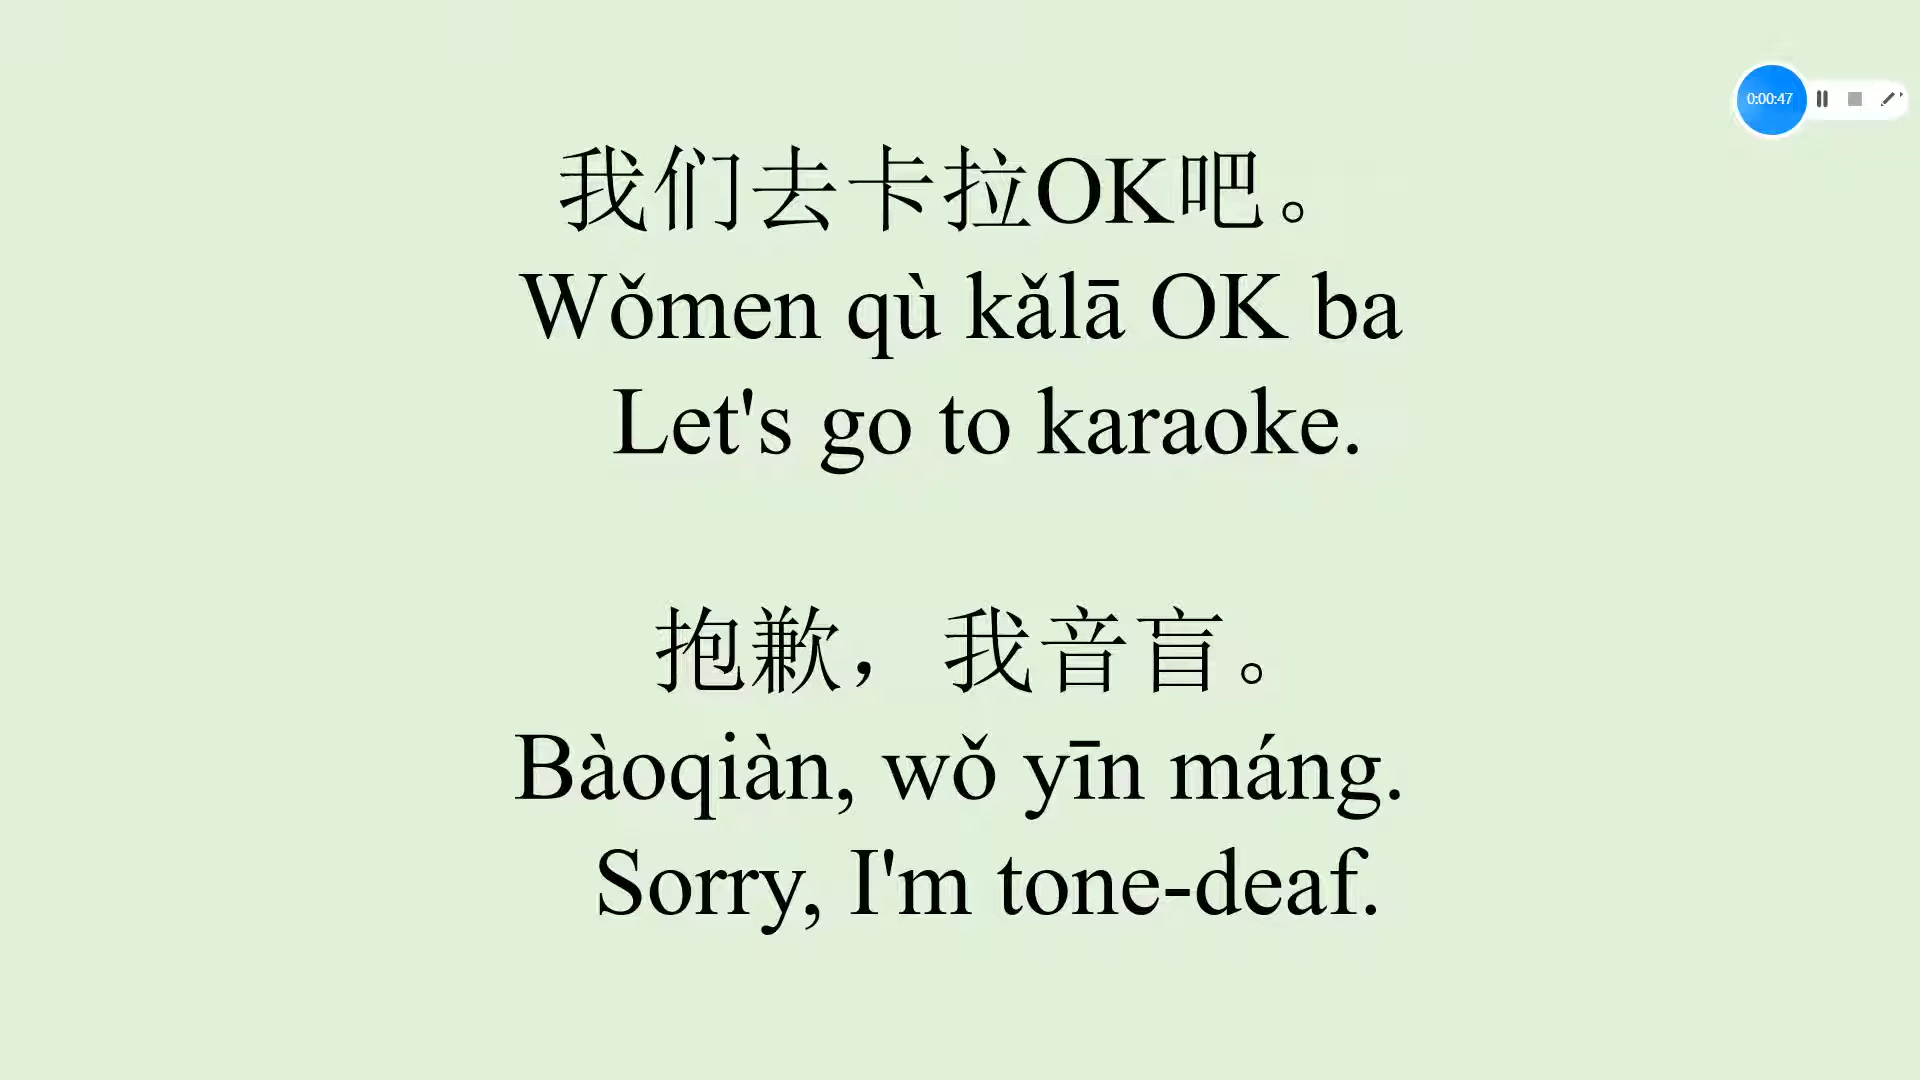 0:00:47
我们去卡拉OK吧。
Wǒmen qù kǎlā OK ba
Let's go to karaoke.
抱歉，我音盲。
Bàoqiàn, wǒ yīn máng.
Sorry, I'm tone-deaf.